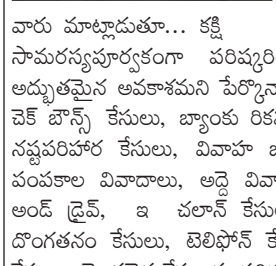 వారు మాట్లాడుతూ... కక్షి
సామరస్యపూర్వకంగా పరిష్కరిం
అద్భుతమైన అవకాశమని పేర్కొన్నా
చెక్ బౌన్స్ కేసులు, బ్యాంకు రిక
నష్టపరిహార కేసులు, వివాహ
పంపకాల వివాదాలు, అద్దె వివా
అండ్ డ్రైవ్, ఇ చలాన్ కేసు
దొంగతనం కేసులు, టెలిఫోన్ కే